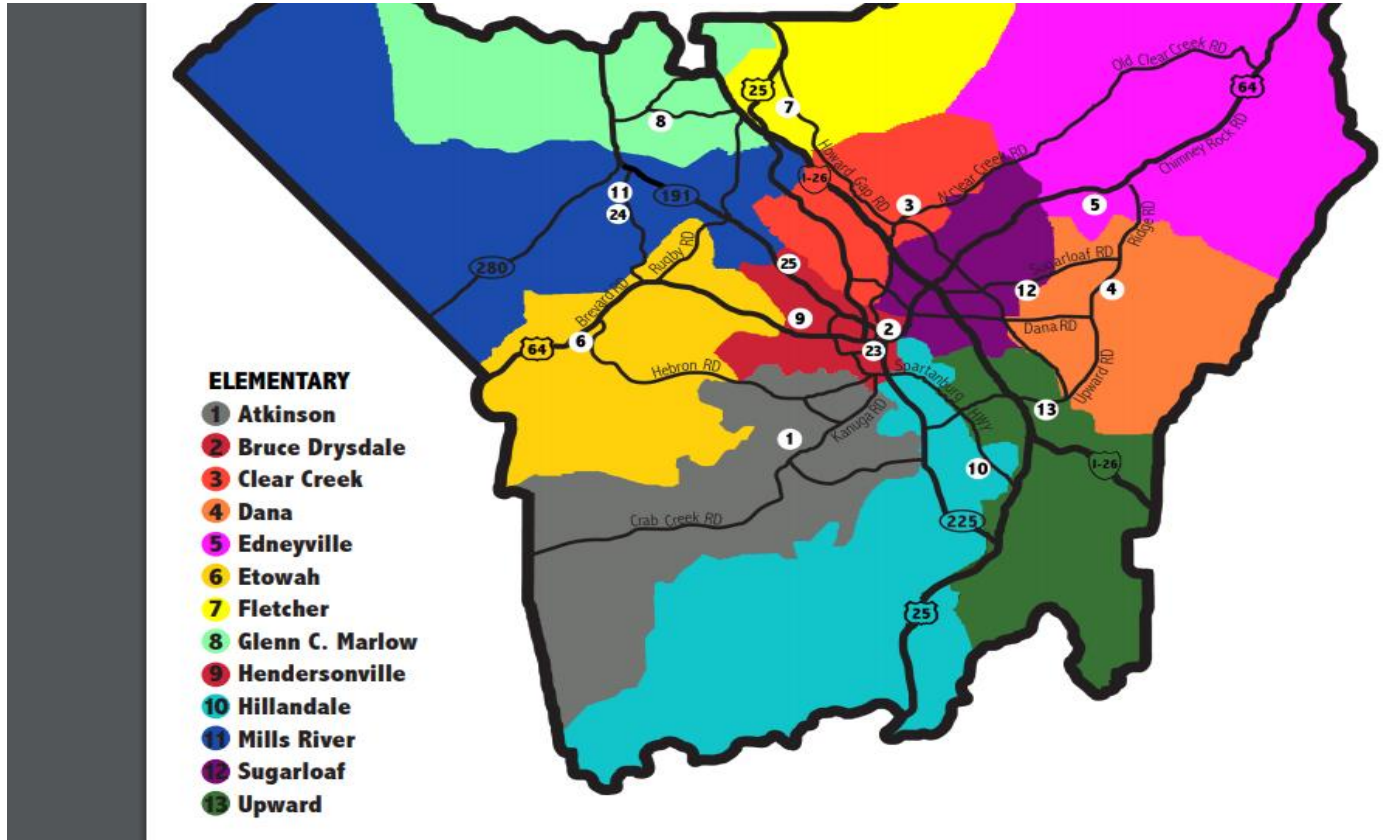 Old Clear Creek RD
25
64
7
8
Howard Gap RD
Chimney Rock RD
I-26
N Clear Creek RD
11
191
3
5
24
Ridge RD
Rugby RD
280
25
Sugarloaf RD
12
4
Brevard RD
9
2
Dana RD
6
64
23
Hebron RD
Spartanburg HWY
Upward RD
13
Kanuga RD
1
10
I-26
Crab Creek RD
225
25
ELEMENTARY
1 Atkinson
2 Bruce Drysdale
3 Clear Creek
4 Dana
5 Edneyville
6 Etowah
7 Fletcher
8 Glenn C. Marlow
9 Hendersonville
10 Hillandale
11 Mills River
12 Sugarloaf
13 Upward